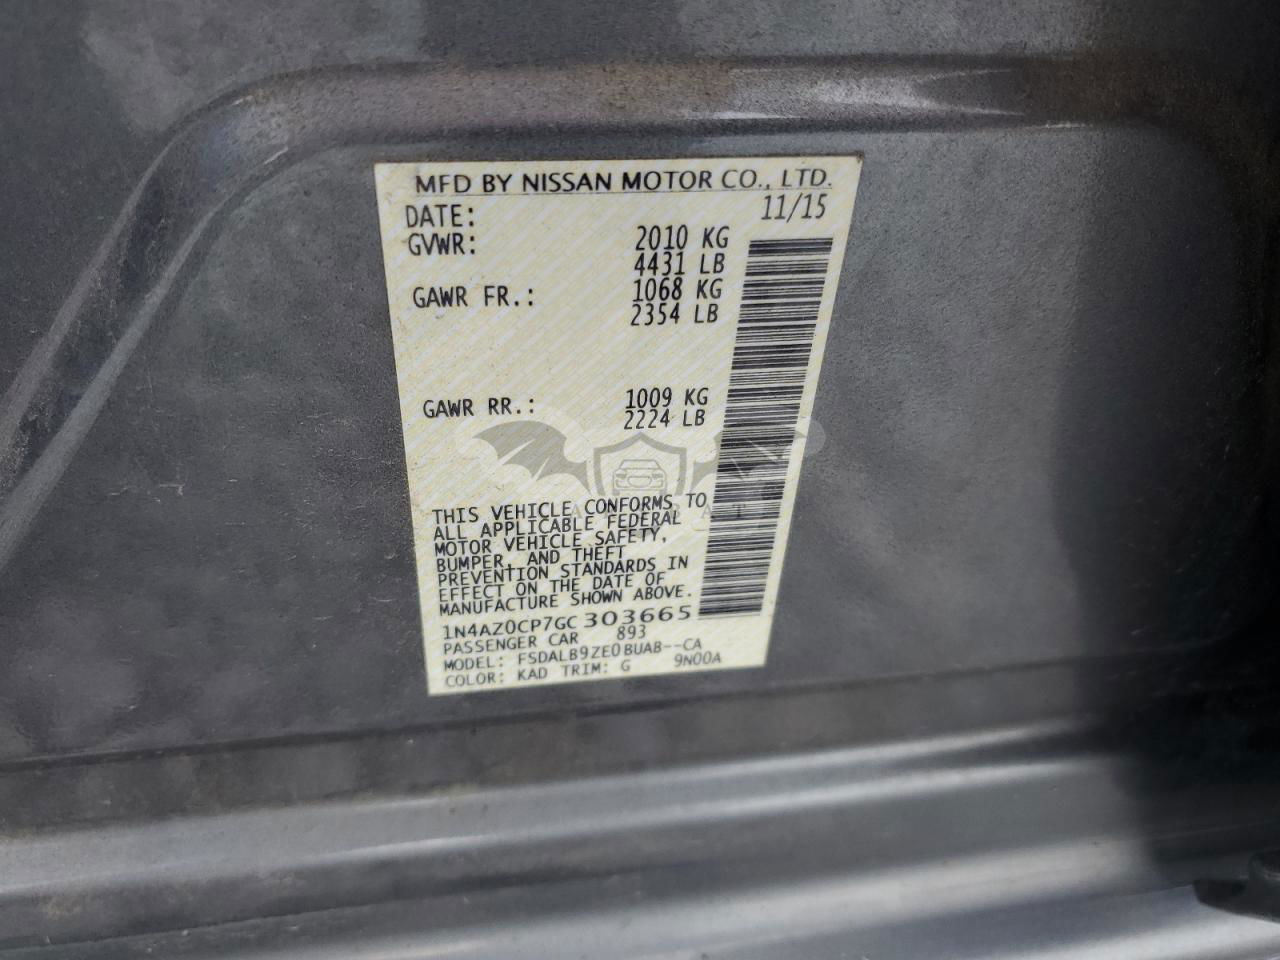 MFD BY NISSAN MOTOR CO., LTD.
DATE: 11/15
GVWR: 2010 KG
4431 LB
GAWR FR.: 1068 KG
2354 LB
GAWR RR.: 1009 KG
2224 LB
THIS VEHICLE CONFORMS TO
ALL APPLICABLE FEDERAL
MOTOR VEHICLE SAFETY,
BUMPER, AND THEFT
PREVENTION STANDARDS IN
EFFECT ON THE DATE OF
MANUFACTURE SHOWN ABOVE.
1N4AZ0CP7GC303665
PASSENGER CAR 893
MODEL: FSDALB9ZE0BUAB--CA
COLOR: KAD TRIM: G 9N00A